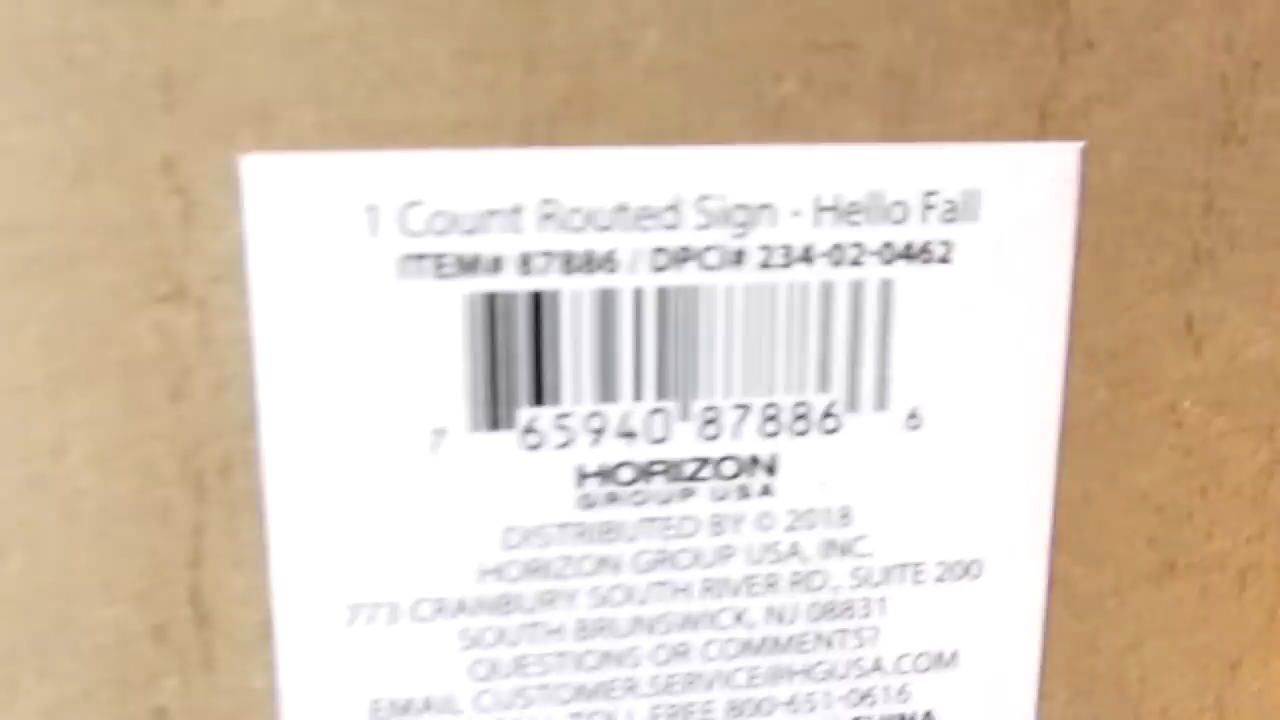 1 Count Routed Sign - Hello Fall
ITEM# 87886 / DPCI# 234-02-0462
7 65940 87886 6
HORIZON
GROUP USA
DISTRIBUTED BY © 2018
HORIZON GROUP USA, INC.
773 CRANBURY SOUTH RIVER RD., SUITE 200
SOUTH BRUNSWICK, NJ 08831
QUESTIONS OR COMMENTS?
EMAIL CUSTOMER.SERVICE@HGUSA.COM
TOLL FREE 800-651-0616
CHINA